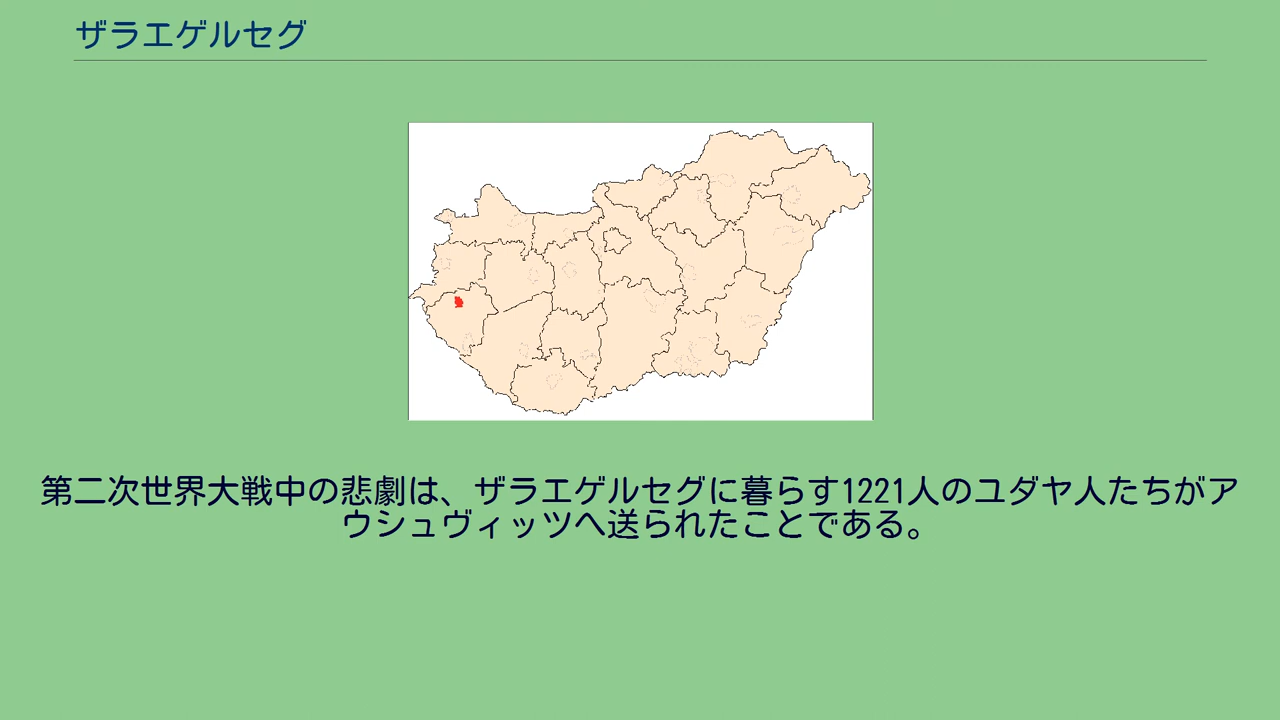 ザラエゲルセグ
第二次世界大戦中の悲劇は、ザラエゲルセグに暮らす1221人のユダヤ人たちがア
ウシュヴィッツへ送られたことである。